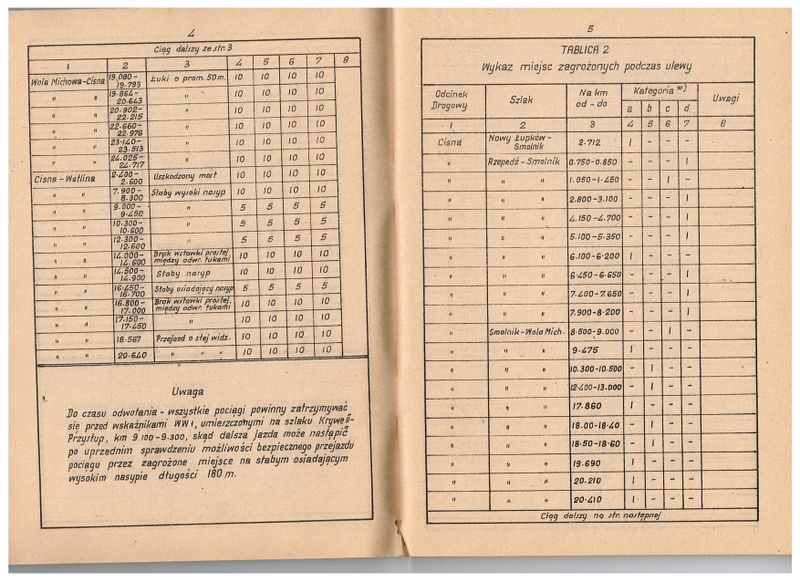 4
Ciąg dalszy ze str. 3
1 2 3 4 5 6 7 8
Wola Michowa-Cisna 19.080-19.793 Łuki o prom 50m. 10 10 10 10
" " 19.864-20.643 " 10 10 10 10
" " 20.902-22.215 " 10 10 10 10
" " 22.660-22.976 " 10 10 10 10
" " 23.140-23.513 " 10 10 10 10
" " 24.025-24.717 " 10 10 10 10
Cisna-Wetlina 2.400-2.600 Uszkodzony most 10 10 10 10
" " 7.900-8.300 Słaby wysoki nasyp 10 10 10 10
" " 9.000-9.450 " 5 5 5 5
" " 10.300-10.600 " 5 5 5 5
" " 12.300-12.600 " 5 5 5 5
" " 14.000-14.600 Brak wstawki prostej, między odwr. łukami 10 10 10 10
" " 14.500-14.900 Słaby nasyp 10 10 10 10
" " 16.450-16.700 Słaby osiadający nasyp 5 5 5 5
" " 16.800-17.000 Brak wstawki prostej, między odwr. łukami 10 10 10 10
" " 17.150-17.450 " " 10 10 10 10
" " 18.567 Przejazd o złej widz. 10 10 10 10
" " 20.640 " " " 10 10 10 10
Uwaga
Do czasu odwołania - wszystkie pociągi powinny zatrzymywać
się przed wskaźnikami WW1, umieszczonymi na szlaku Krywe-
Przysłup, km 9.100-9.300, skąd dalsza jazda może nastąpić
po uprzednim sprawdzeniu możliwości bezpiecznego przejazdu
pociągu przez zagrożone miejsce na słabym osiadającym
wysokim nasypie długości 180 m.
5
TABLICA 2
Wykaz miejsc zagrożonych podczas ulewy
Odcinek Drogowy Szlak Na km od - do Kategoria xx) Uwagi
a b c d
1 2 3 4 5 6 7 8
Cisna Nowy Łupków-Smolnik 2.712 1 - - -
" Rzepedź-Smolnik 0.750-0.850 - - - 1
" " " 1.050-1.450 - - 1 -
" " " 2.800-3.100 - - - 1
" " " 4.150-4.700 - - - 1
" " " 5.100-5.350 - - - 1
" " " 6.100-6.200 1 - - -
" " " 6.450-6.650 - - - 1
" " " 7.400-7.650 - - - 1
" " " 7.900-8.200 - - - 1
" Smolnik-Wola Mich. 8.500-9.000 - - 1 -
" " " 9.475 1 - - -
" " " 10.300-10.500 - 1 - -
" " " 12.400-13.000 - 1 - -
" " " 17.860 1 - - -
" " " 18.00-18.40 - 1 - -
" " " 18.50-18.60 - 1 - -
" " " 19.690 1 - - -
" " " 20.210 1 - - -
" " " 20.410 1 - - -
Ciąg dalszy na str. następnej